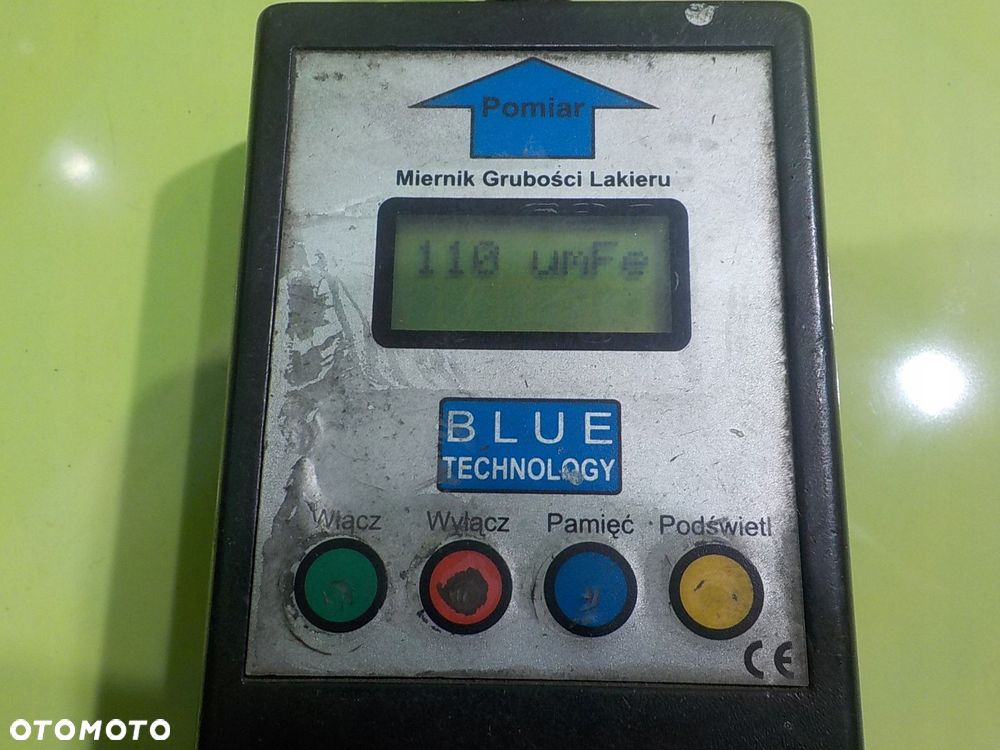 Pomiar
Miernik Grubości Lakieru
110 umFe
BLUE
TECHNOLOGY
Włącz Wyłącz Pamięć Podświetl
CE
OTOMOTO